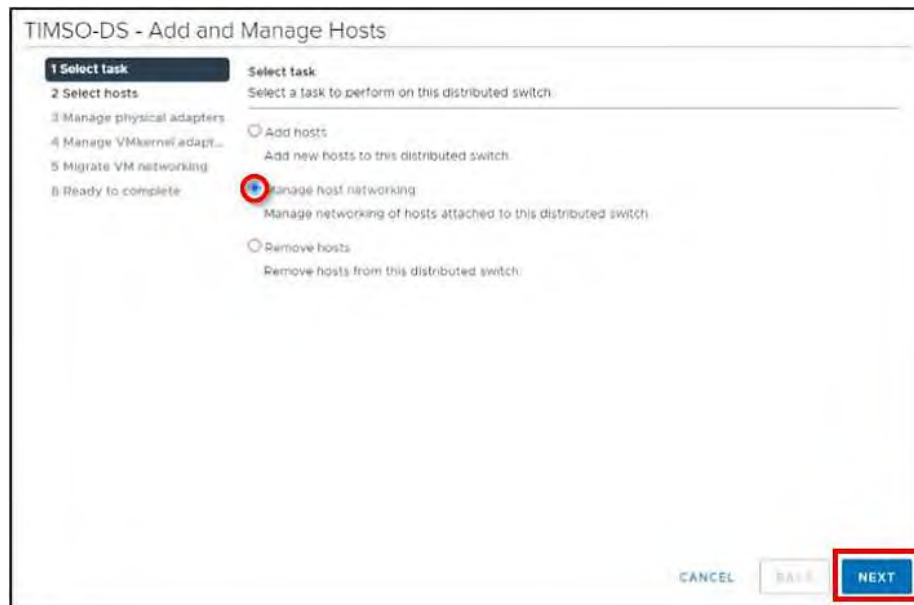 TIMSO-DS - Add and Manage Hosts
1 Select task
2 Select hosts
3 Manage physical adapters
4 Manage VMkernel adapt...
5 Migrate VM networking
6 Ready to complete
Select task
Select a task to perform on this distributed switch.
Add hosts
Add new hosts to this distributed switch.
Manage host networking
Manage networking of hosts attached to this distributed switch.
Remove hosts
Remove hosts from this distributed switch.
CANCEL
BACK
NEXT